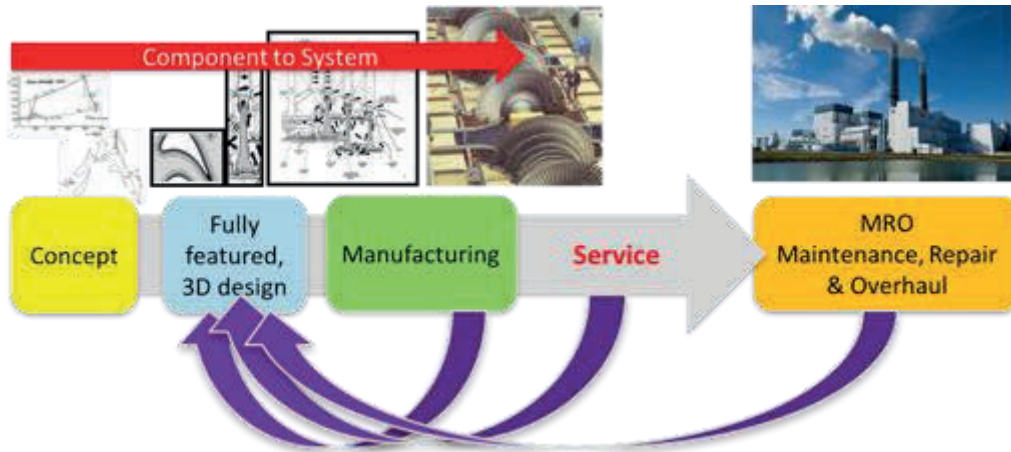 Component to System
Concept
Fully
featured,
3D design
Manufacturing
Service
MRO
Maintenance, Repair
& Overhaul